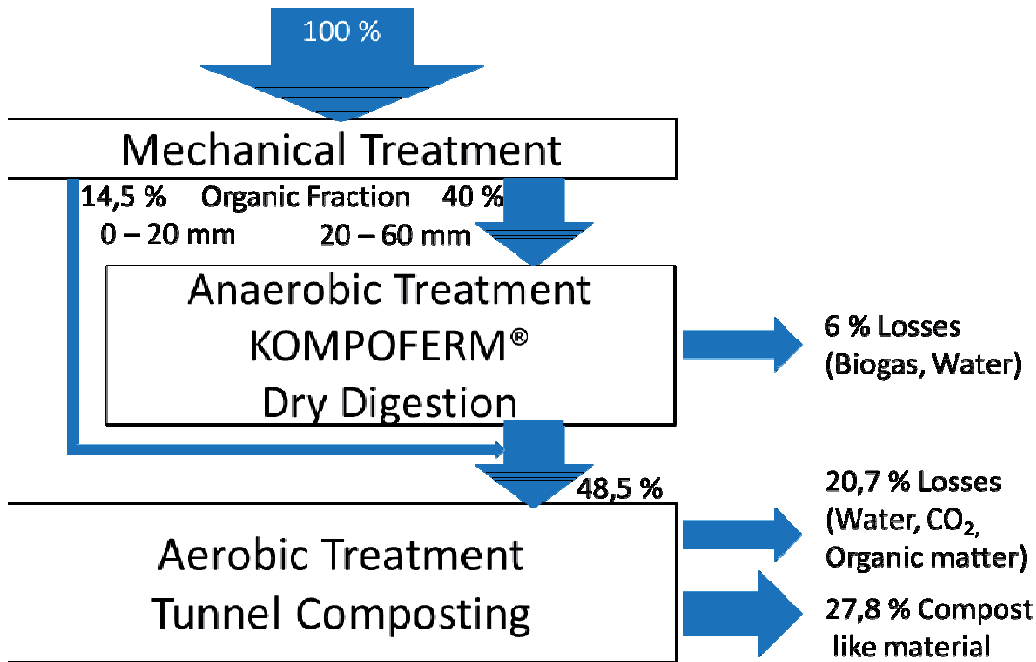 100 %
Mechanical Treatment
14,5 % Organic Fraction 40 %
0 – 20 mm 20 – 60 mm
Anaerobic Treatment
KOMPOFERM®
Dry Digestion
6 % Losses
(Biogas, Water)
48,5 %
20,7 % Losses
(Water, CO₂,
Organic matter)
Aerobic Treatment
Tunnel Composting
27,8 % Compost
like material